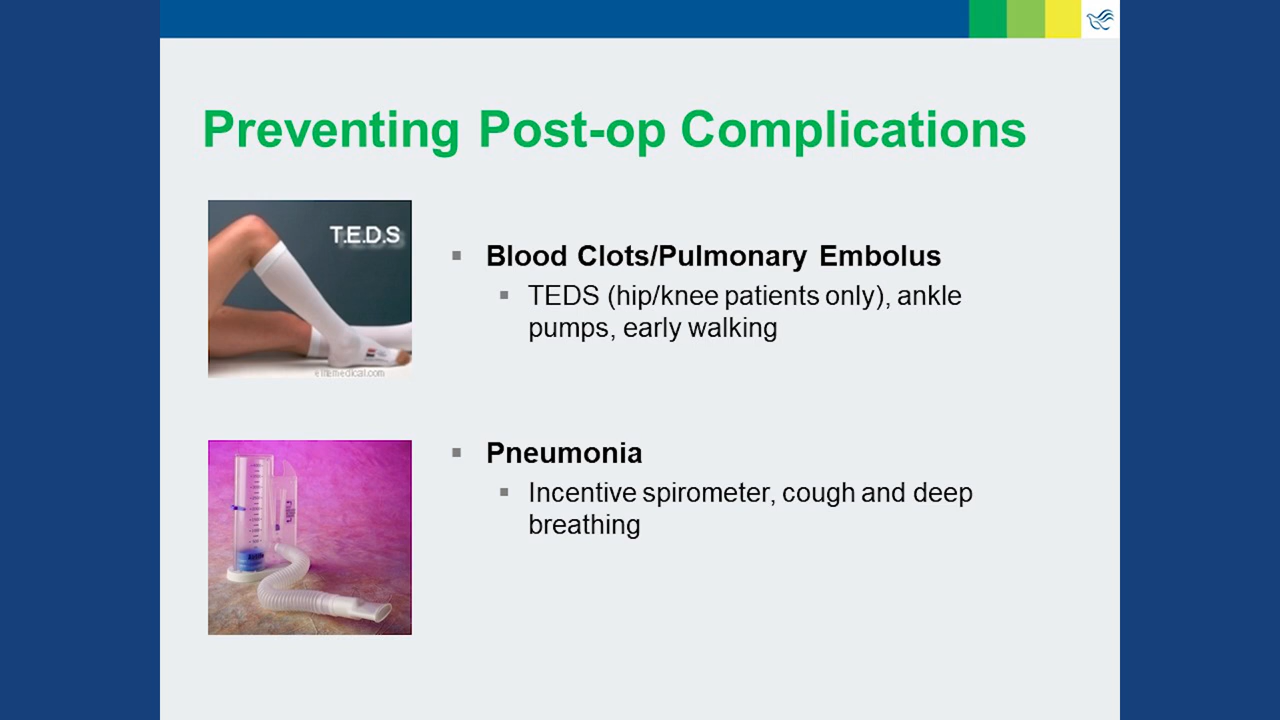 Preventing Post-op Complications
T.E.D.S
Blood Clots/Pulmonary Embolus
TEDS (hip/knee patients only), ankle
pumps, early walking
Pneumonia
Incentive spirometer, cough and deep
breathing